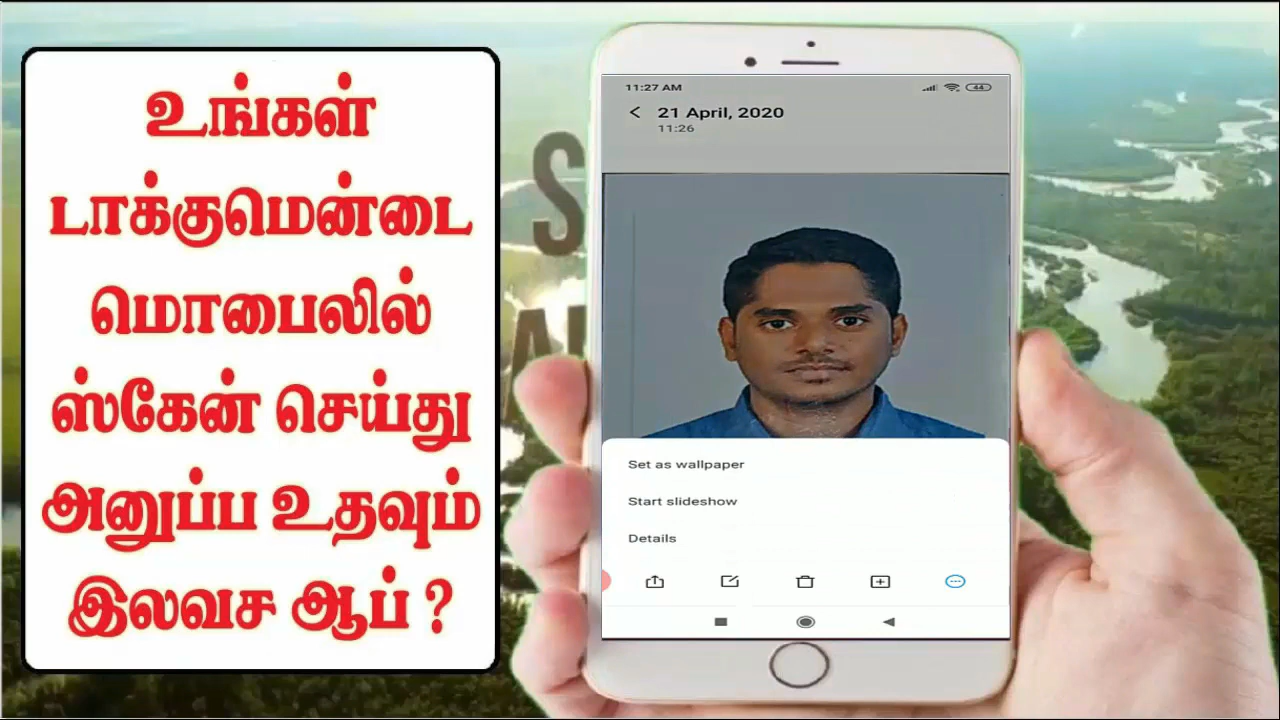 உங்கள்
டாக்குமென்டை
மொபைலில்
ஸ்கேன் செய்து
அனுப்ப உதவும்
இலவச ஆப் ?
11:27 AM
44
21 April, 2020
11:26
Set as wallpaper
Start slideshow
Details